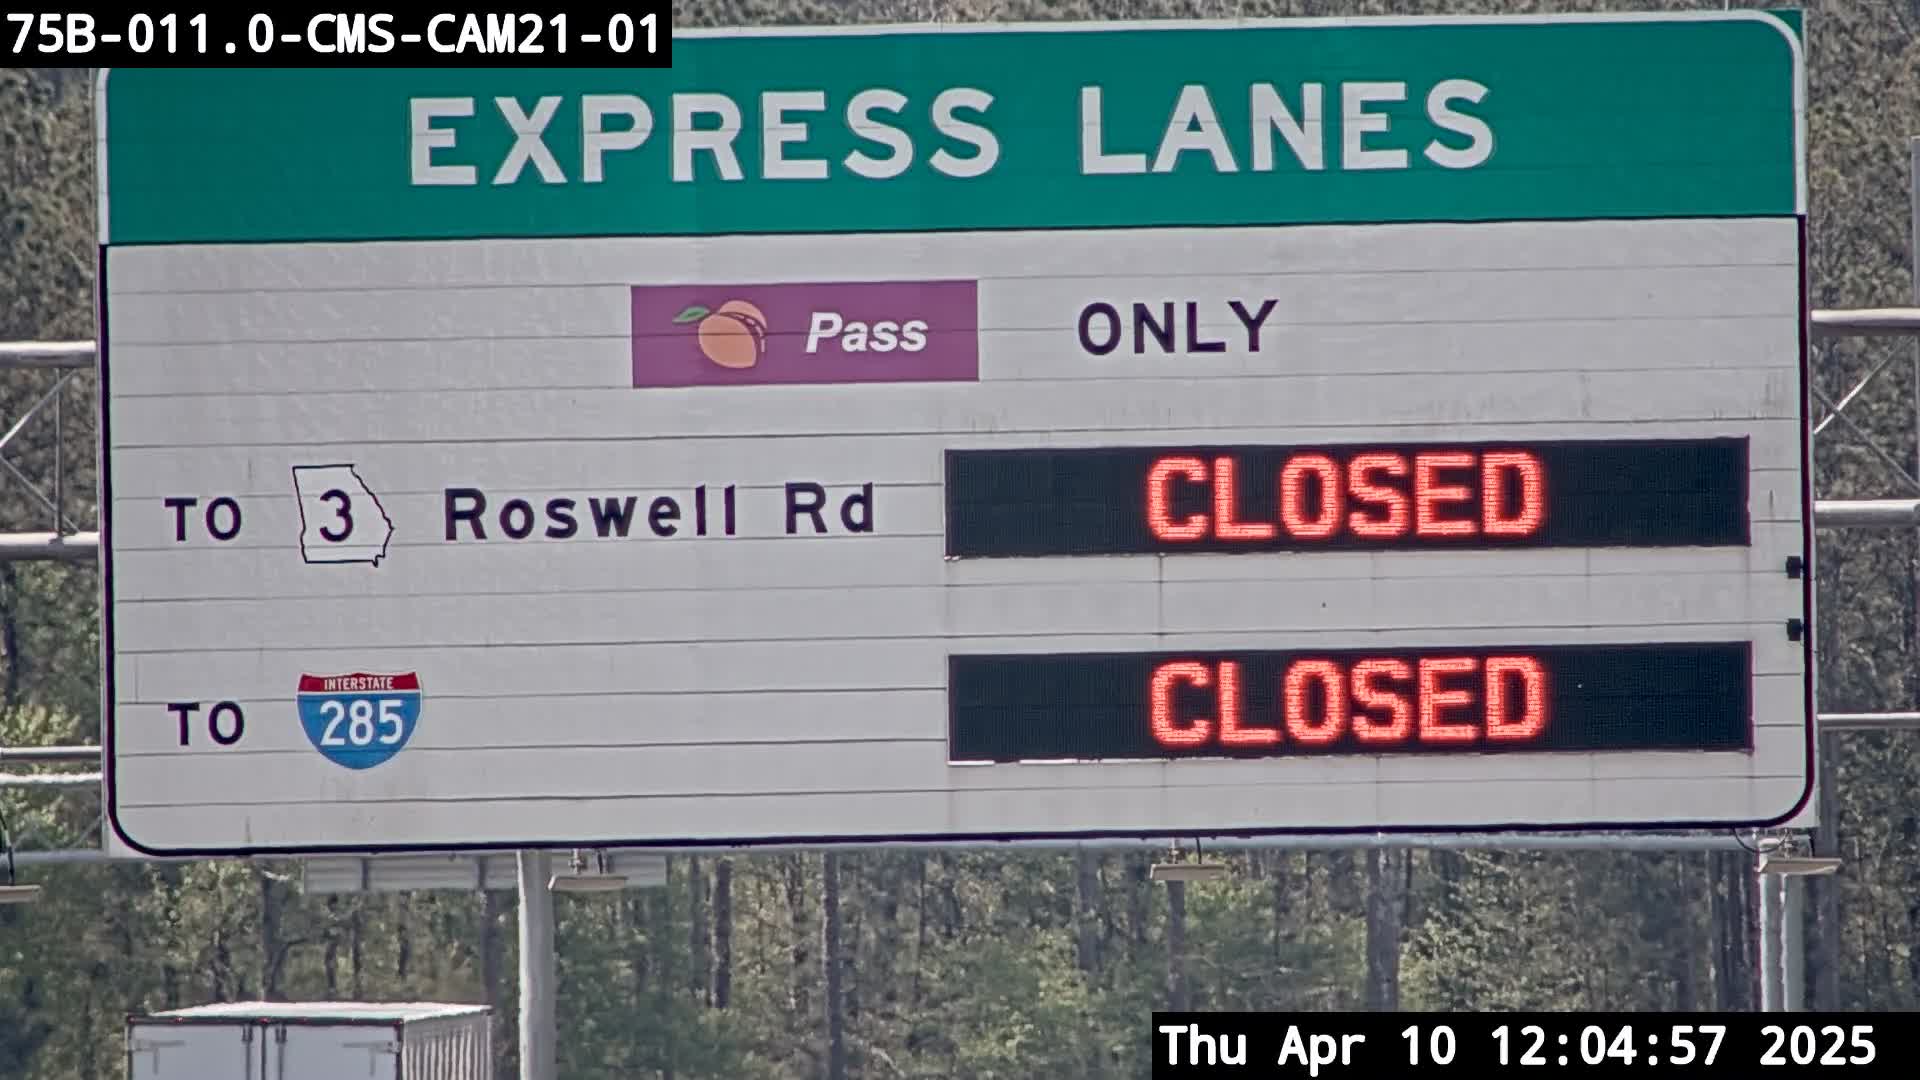 75B-011.0-CMS-CAM21-01
EXPRESS LANES
Pass ONLY
TO 3 Roswell Rd CLOSED
TO INTERSTATE 285 CLOSED
Thu Apr 10 12:04:57 2025